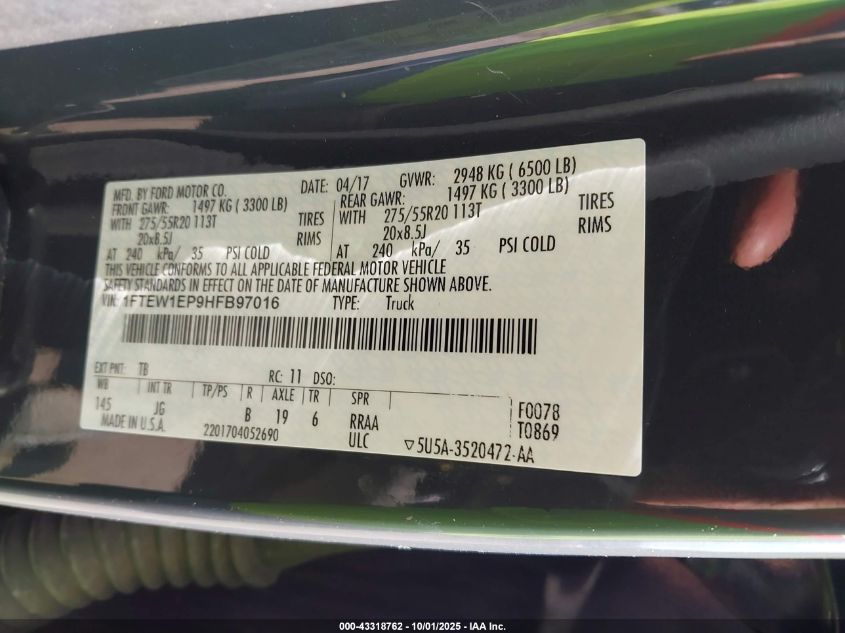 MFD. BY FORD MOTOR CO. DATE: 04/17 GVWR: 2948 KG ( 6500 LB)
FRONT GAWR: 1497 KG ( 3300 LB) REAR GAWR: 1497 KG ( 3300 LB)
WITH 275/55R20 113T TIRES WITH 275/55R20 113T TIRES
20x8.5J RIMS 20x8.5J RIMS
AT 240 kPa/ 35 PSI COLD AT 240 kPa/ 35 PSI COLD
THIS VEHICLE CONFORMS TO ALL APPLICABLE FEDERAL MOTOR VEHICLE
SAFETY STANDARDS IN EFFECT ON THE DATE OF MANUFACTURE SHOWN ABOVE.
VIN: 1FTEW1EP9HFB97016 TYPE: Truck
EXT PNT: TB RC: 11 DSO:
WB INT TR TP/PS R AXLE TR SPR
145 JG B 19 6 RRAA F0078
MADE IN U.S.A. 2201704052690 ULC T0869
▽5U5A-3520472-AA
000-43318762 - 10/01/2025 - IAA Inc.